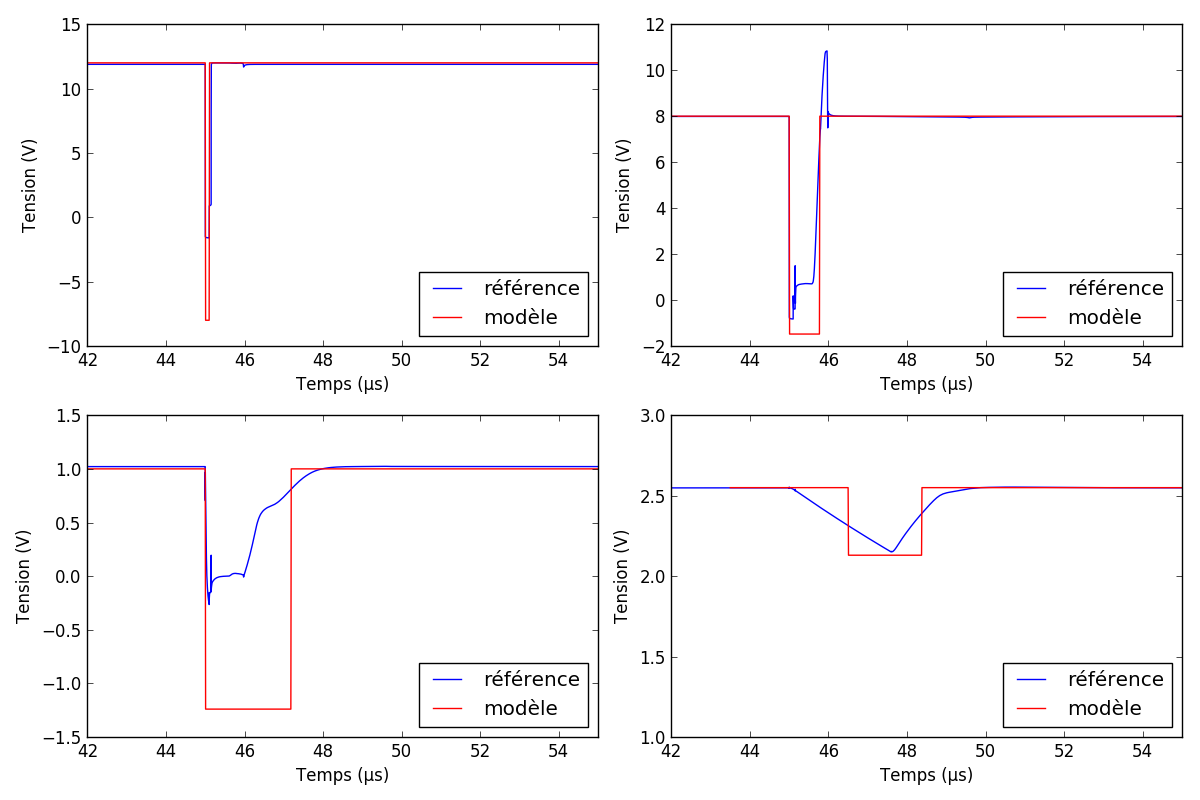 15
10
5
0
−5
−10
42 44 46 48 50 52 54
Tension (V)
Temps (µs)
référence
modèle
12
10
8
6
4
2
0
−2
42 44 46 48 50 52 54
Tension (V)
Temps (µs)
référence
modèle
1.5
1.0
0.5
0.0
−0.5
−1.0
−1.5
42 44 46 48 50 52 54
Tension (V)
Temps (µs)
référence
modèle
3.0
2.5
2.0
1.5
1.0
42 44 46 48 50 52 54
Tension (V)
Temps (µs)
référence
modèle